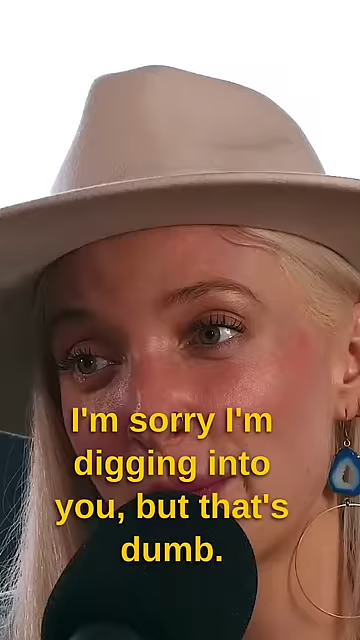 I'm sorry I'm
digging into
you, but that's
dumb.